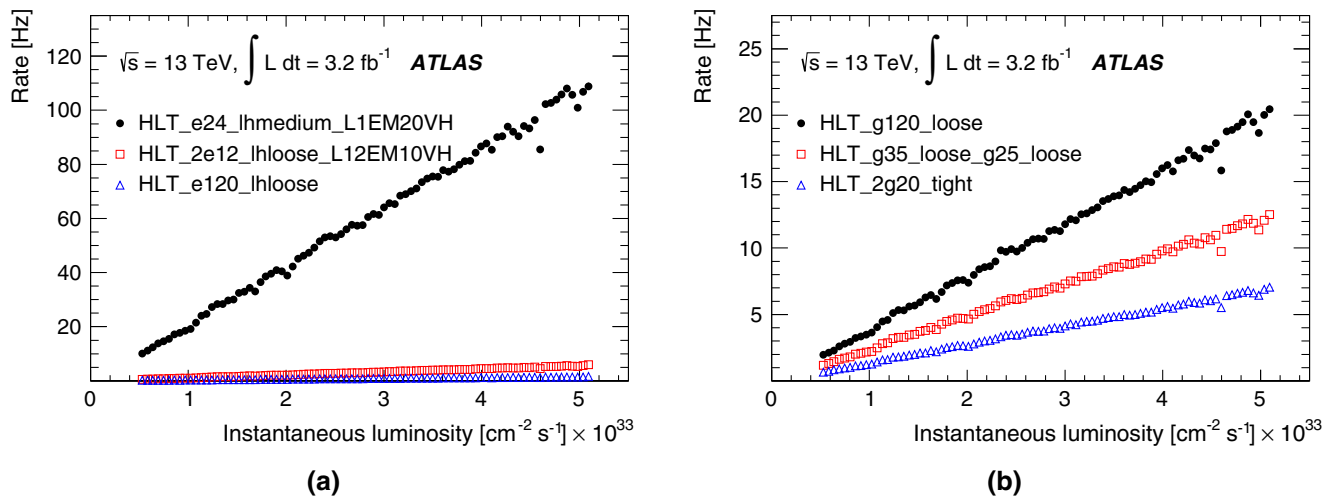 Rate [Hz]
√s = 13 TeV, ∫ L dt = 3.2 fb⁻¹ ATLAS
HLT_e24_lhmedium_L1EM20VH
HLT_2e12_lhloose_L12EM10VH
HLT_e120_lhloose
120
100
80
60
40
20
0 1 2 3 4 5
Instantaneous luminosity [cm⁻² s⁻¹] × 10³³
(a)
Rate [Hz]
√s = 13 TeV, ∫ L dt = 3.2 fb⁻¹ ATLAS
HLT_g120_loose
HLT_g35_loose_g25_loose
HLT_2g20_tight
25
20
15
10
5
0 1 2 3 4 5
Instantaneous luminosity [cm⁻² s⁻¹] × 10³³
(b)